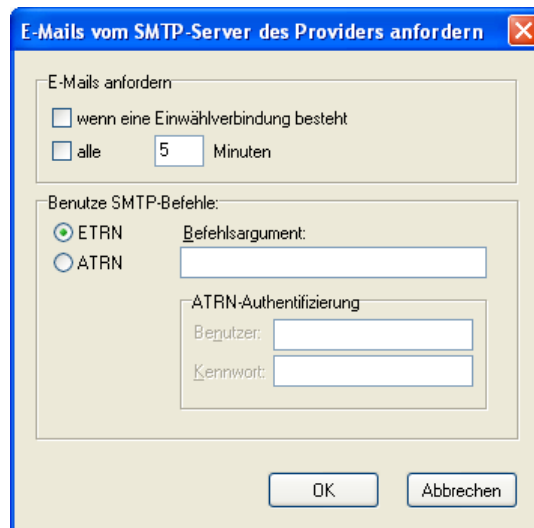 E-Mails vom SMTP-Server des Providers anfordern
E-Mails anfordern
wenn eine Einwählverbindung besteht
alle 5 Minuten
Benutze SMTP-Befehle:
ETRN Befehlsargument:
ATRN
ATRN-Authentifizierung
Benutzer:
Kennwort:
OK Abbrechen